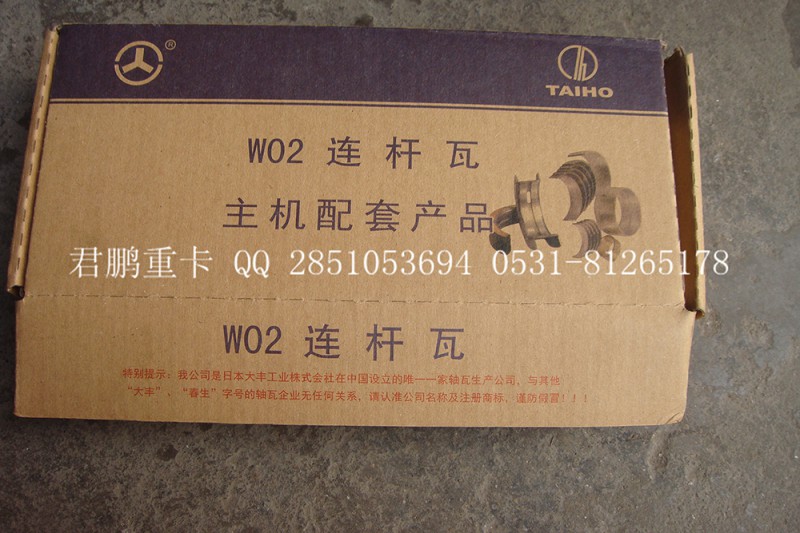 ®
TAIHO
WO2 连杆瓦
主机配套产品
君鹏重卡 QQ 2851053694 0531-81265178
WO2 连杆瓦
特别提示：我公司是日本大丰工业株式会社在中国设立的唯一一家轴瓦生产公司，与其他
“大丰”，“春生”字号的轴瓦企业无任何关系，请认准公司名称及注册商标，谨防假冒！！！